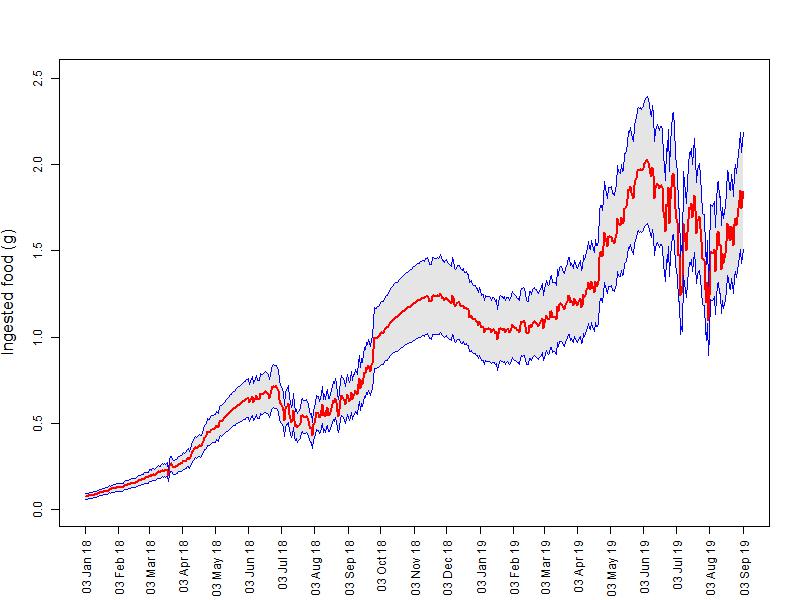 Ingested food (g)
2.5
2.0
1.5
1.0
0.5
0.0
03 Jan 18
03 Feb 18
03 Mar 18
03 Apr 18
03 May 18
03 Jun 18
03 Jul 18
03 Aug 18
03 Sep 18
03 Oct 18
03 Nov 18
03 Dec 18
03 Jan 19
03 Feb 19
03 Mar 19
03 Apr 19
03 May 19
03 Jun 19
03 Jul 19
03 Aug 19
03 Sep 19